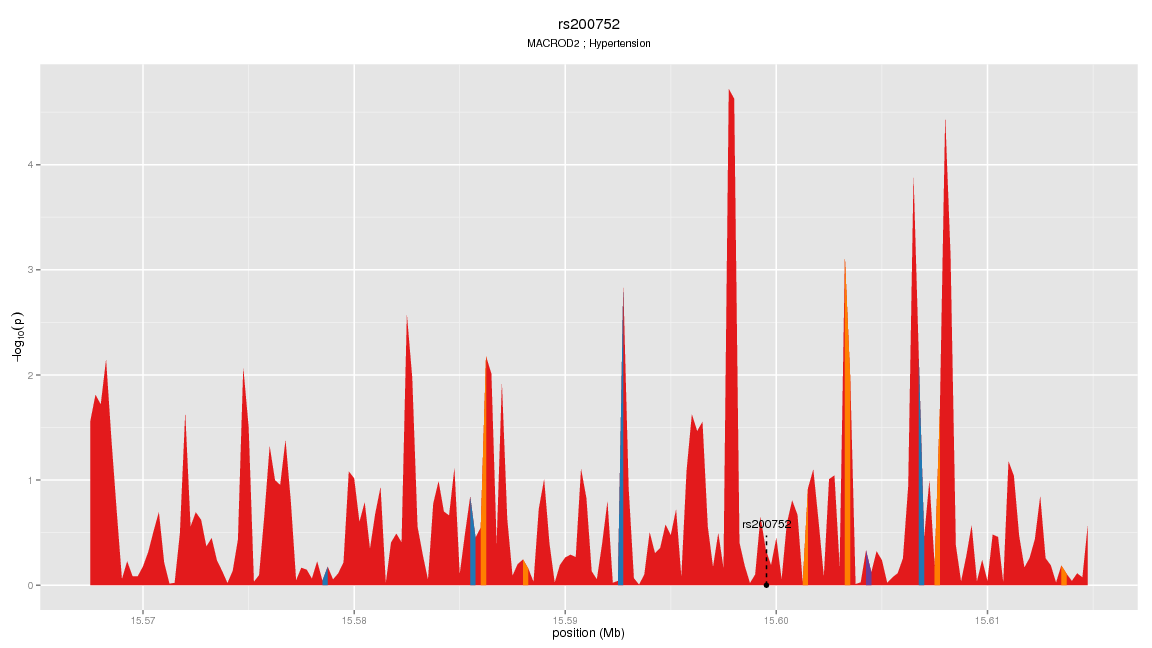 rs200752
MACROD2 ; Hypertension
−log10(p)
4
3
2
1
0
rs200752
15.57 15.58 15.59 15.60 15.61
position (Mb)